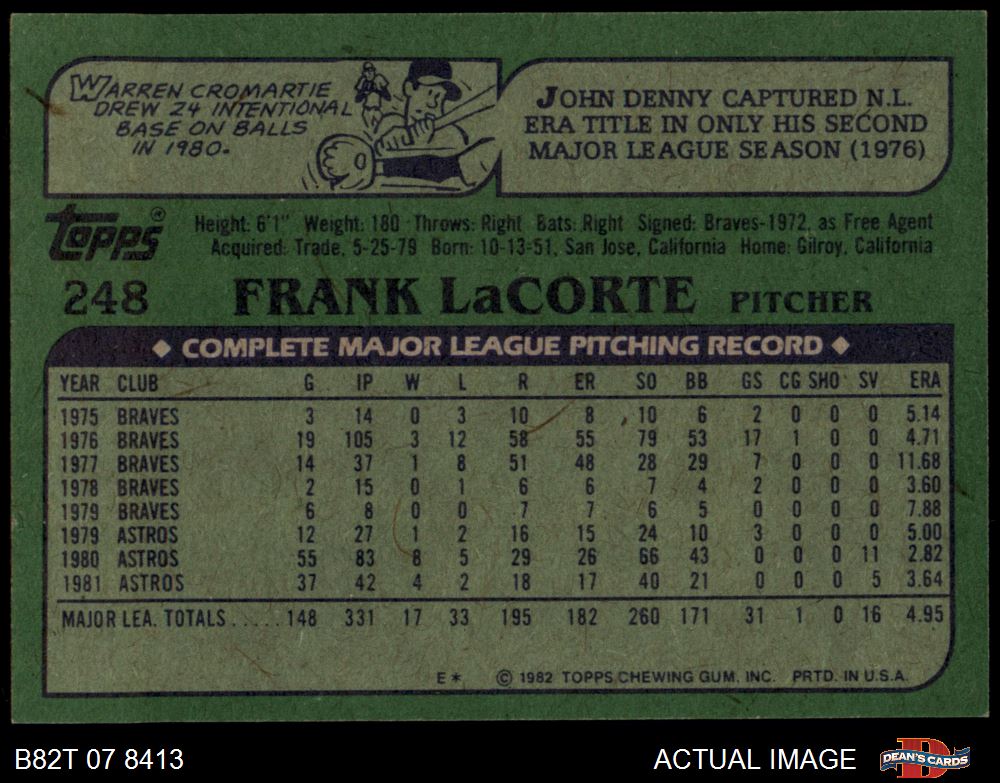 WARREN CROMARTIE
DREW 24 INTENTIONAL
BASE ON BALLS
IN 1980.
JOHN DENNY CAPTURED N.L.
ERA TITLE IN ONLY HIS SECOND
MAJOR LEAGUE SEASON (1976)
Topps®
Height: 6'1" Weight: 180 Throws: Right Bats: Right Signed: Braves-1972, as Free Agent
Acquired: Trade, 5-25-79 Born: 10-13-51, San Jose, California Home: Gilroy, California
248 FRANK LaCORTE PITCHER
◆ COMPLETE MAJOR LEAGUE PITCHING RECORD ◆
YEAR CLUB G IP W L R ER SO BB GS CG SHO SV ERA
1975 BRAVES 3 14 0 3 10 8 10 6 2 0 0 0 5.14
1976 BRAVES 19 105 3 12 58 55 79 53 17 1 0 0 4.71
1977 BRAVES 14 37 1 8 51 48 28 29 7 0 0 0 11.68
1978 BRAVES 2 15 0 1 6 6 7 4 2 0 0 0 3.60
1979 BRAVES 6 8 0 0 7 7 6 5 0 0 0 0 7.88
1979 ASTROS 12 27 1 2 16 15 24 10 3 0 0 0 5.00
1980 ASTROS 55 83 8 5 29 26 66 43 0 0 0 11 2.82
1981 ASTROS 37 42 4 2 18 17 40 21 0 0 0 5 3.64
MAJOR LEA. TOTALS ..... 148 331 17 33 195 182 260 171 31 1 0 16 4.95
E* © 1982 TOPPS CHEWING GUM, INC. PRTD. IN U.S.A.
B82T 07 8413 ACTUAL IMAGE DEAN'S CARDS